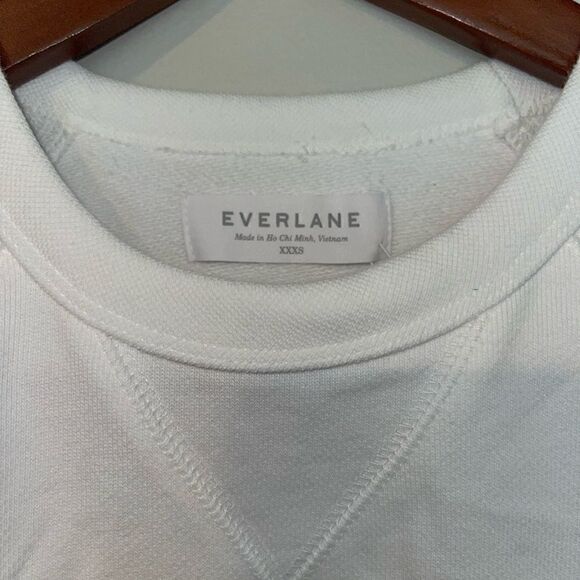 EVERLANE
Made in Ho Chi Minh, Vietnam
XXXS